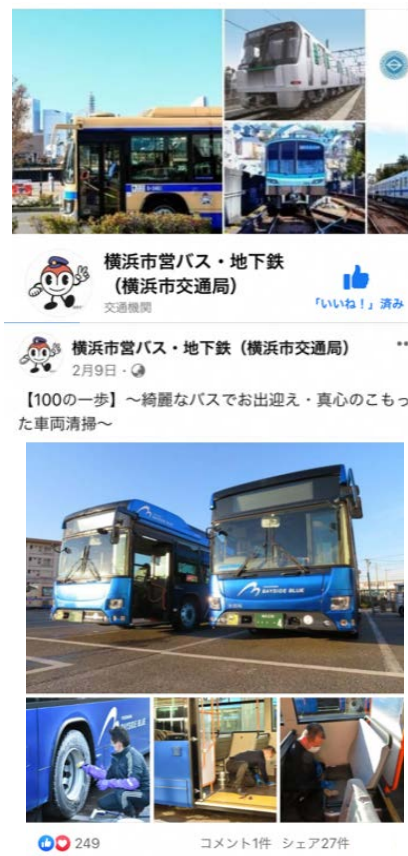 横浜市営バス・地下鉄
（横浜市交通局）
交通機関
「いいね！」済み
横浜市営バス・地下鉄（横浜市交通局）
2月9日・
【100の一歩】〜綺麗なバスでお出迎え・真心のこもっ
た車両清掃〜
BAYSIDE BLUE
BAYSIDE BLUE
BAYSIDE BLUE
249
コメント1件 シェア27件